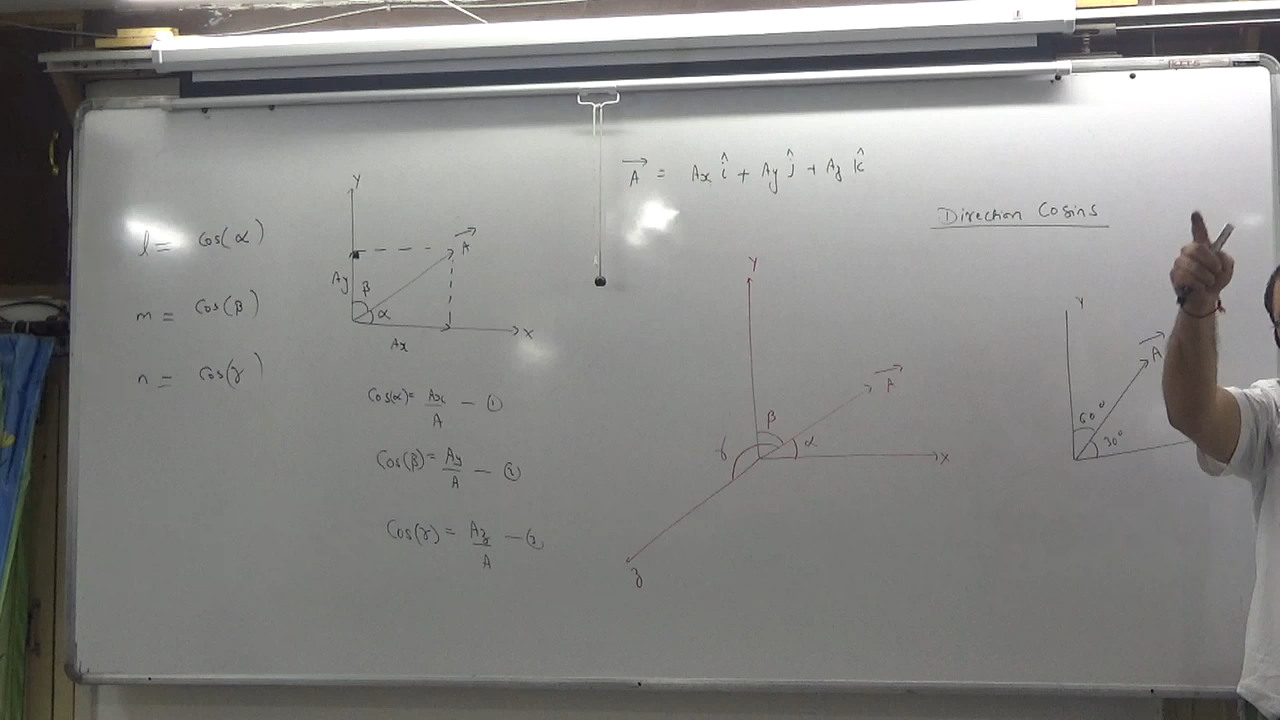 l = Cos(α)
m = Cos(β)
n = Cos(γ)
Y
A
Ay
β
α
Ax
X
Cos(α) = Ax/A — ①
Cos(β) = Ay/A — ②
Cos(γ) = Az/A — ③
A = Ax î + Ay ĵ + Az k̂
Direction Cosins
Y
A
β
γ
α
X
z
Y
A
60°
30°